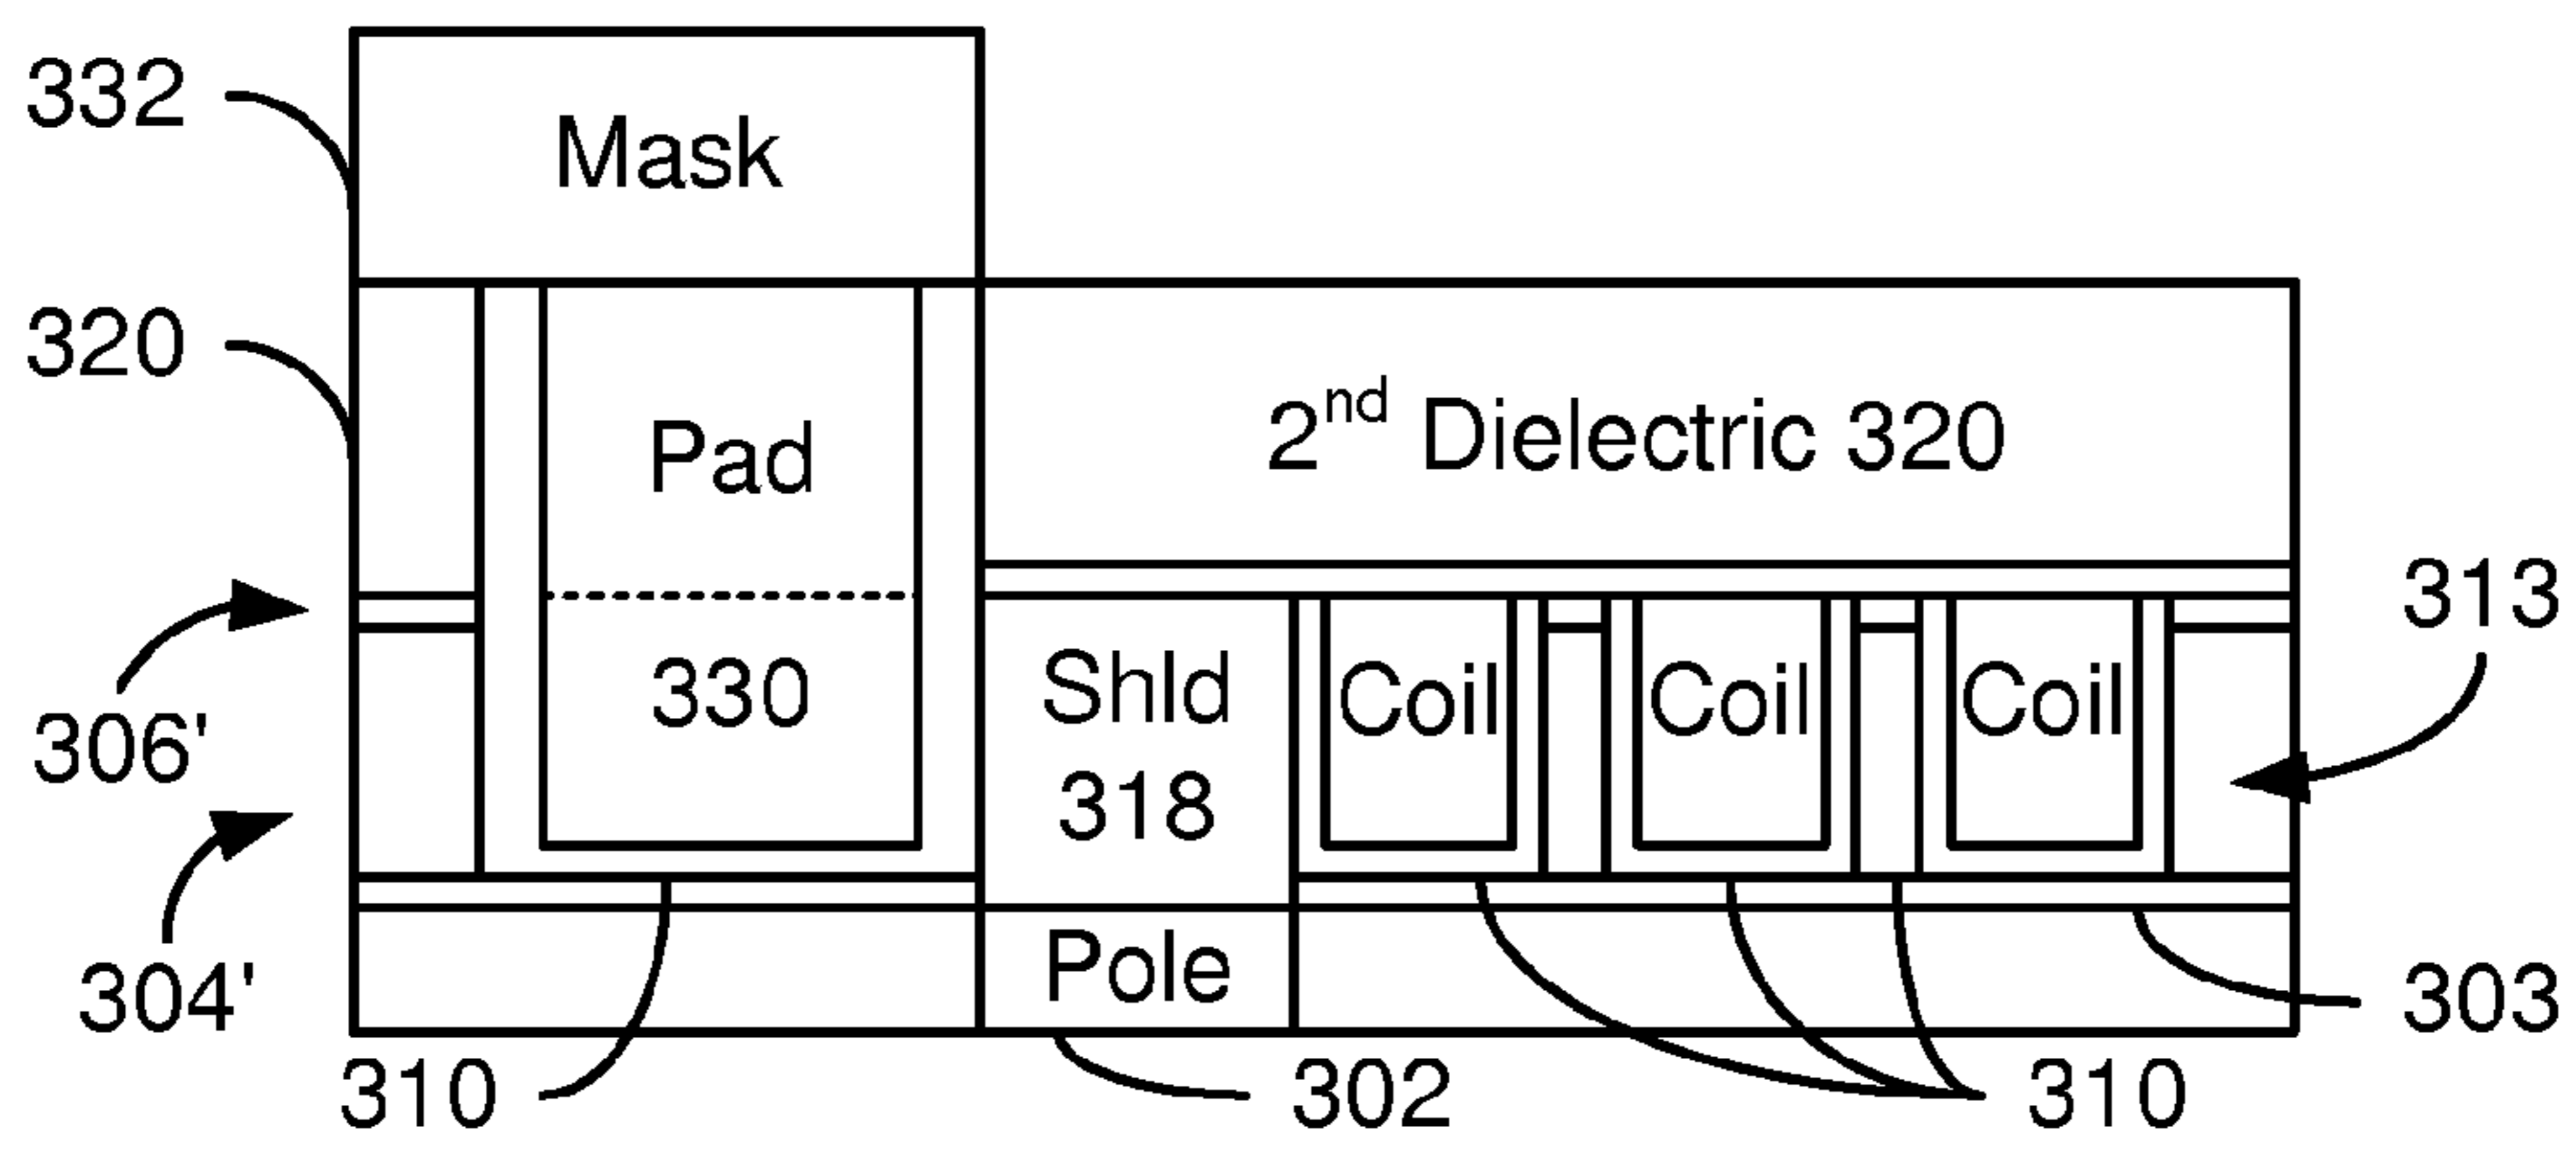 332
Mask
320
Pad
2nd Dielectric 320
313
330
Shld
318
Coil
Coil
Coil
306'
304'
Pole
303
310
302
310